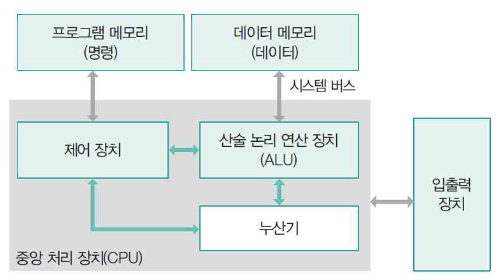 프로그램 메모리
(명령)
데이터 메모리
(데이터)
시스템 버스
제어 장치
산술 논리 연산 장치
(ALU)
입출력
장치
누산기
중앙 처리 장치(CPU)